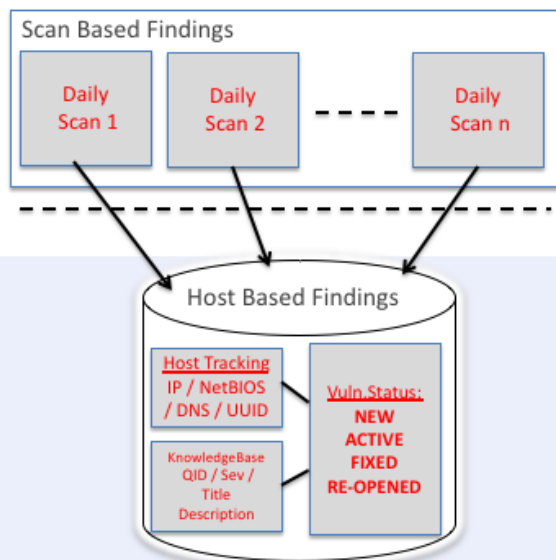 Scan Based Findings
Daily
Scan 1
Daily
Scan 2
Daily
Scan n
Host Based Findings
Host Tracking
IP / NetBIOS
/ DNS / UUID
KnowledgeBase
QID / Sev /
Title
Description
Vuln.Status:
NEW
ACTIVE
FIXED
RE-OPENED